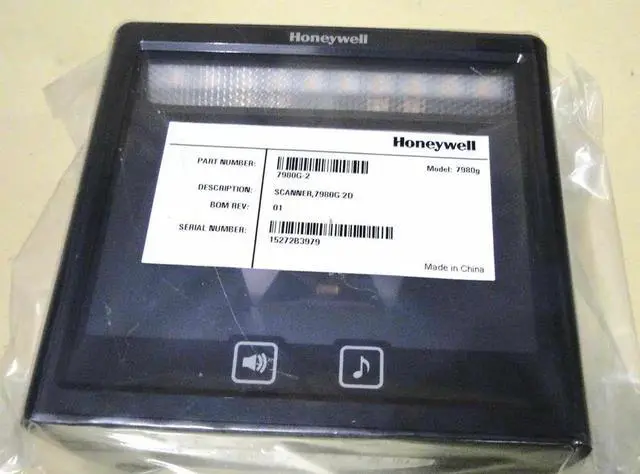 Honeywell
Honeywell
PART NUMBER:
7980G-2
Model: 7980g
DESCRIPTION: SCANNER,7980G-2D
BOM REV: 01
SERIAL NUMBER:
15272B3979
Made in China